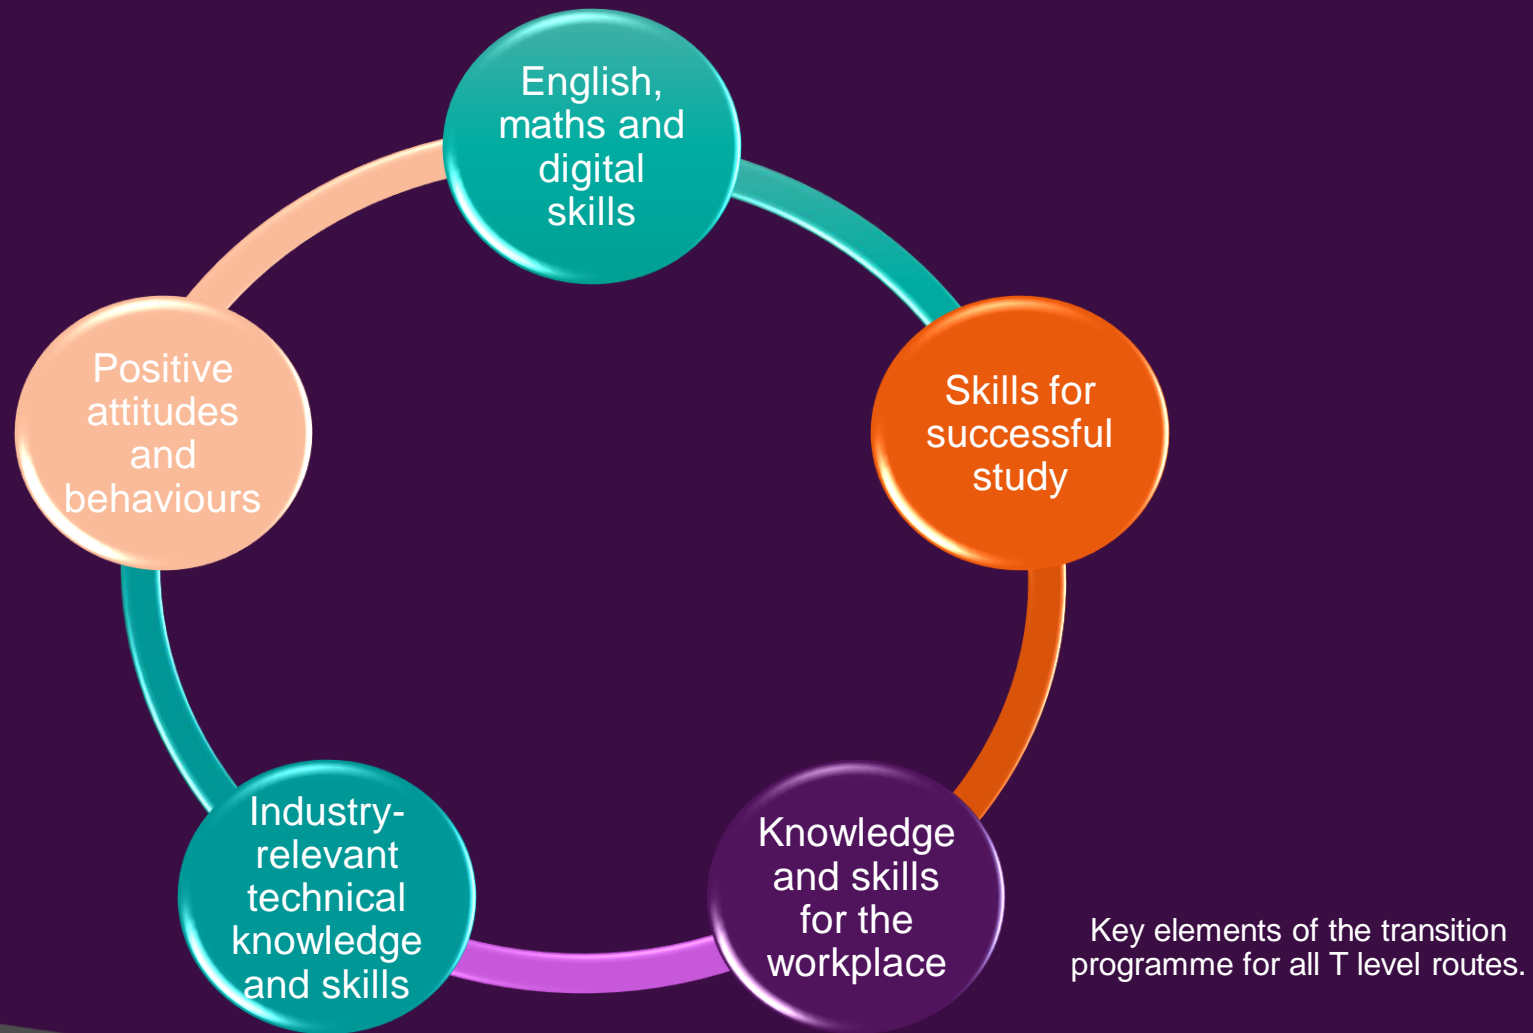 English,
maths and
digital
skills
Skills for
successful
study
Knowledge
and skills
for the
workplace
Industry-
relevant
technical
knowledge
and skills
Positive
attitudes
and
behaviours
Key elements of the transition
programme for all T level routes.